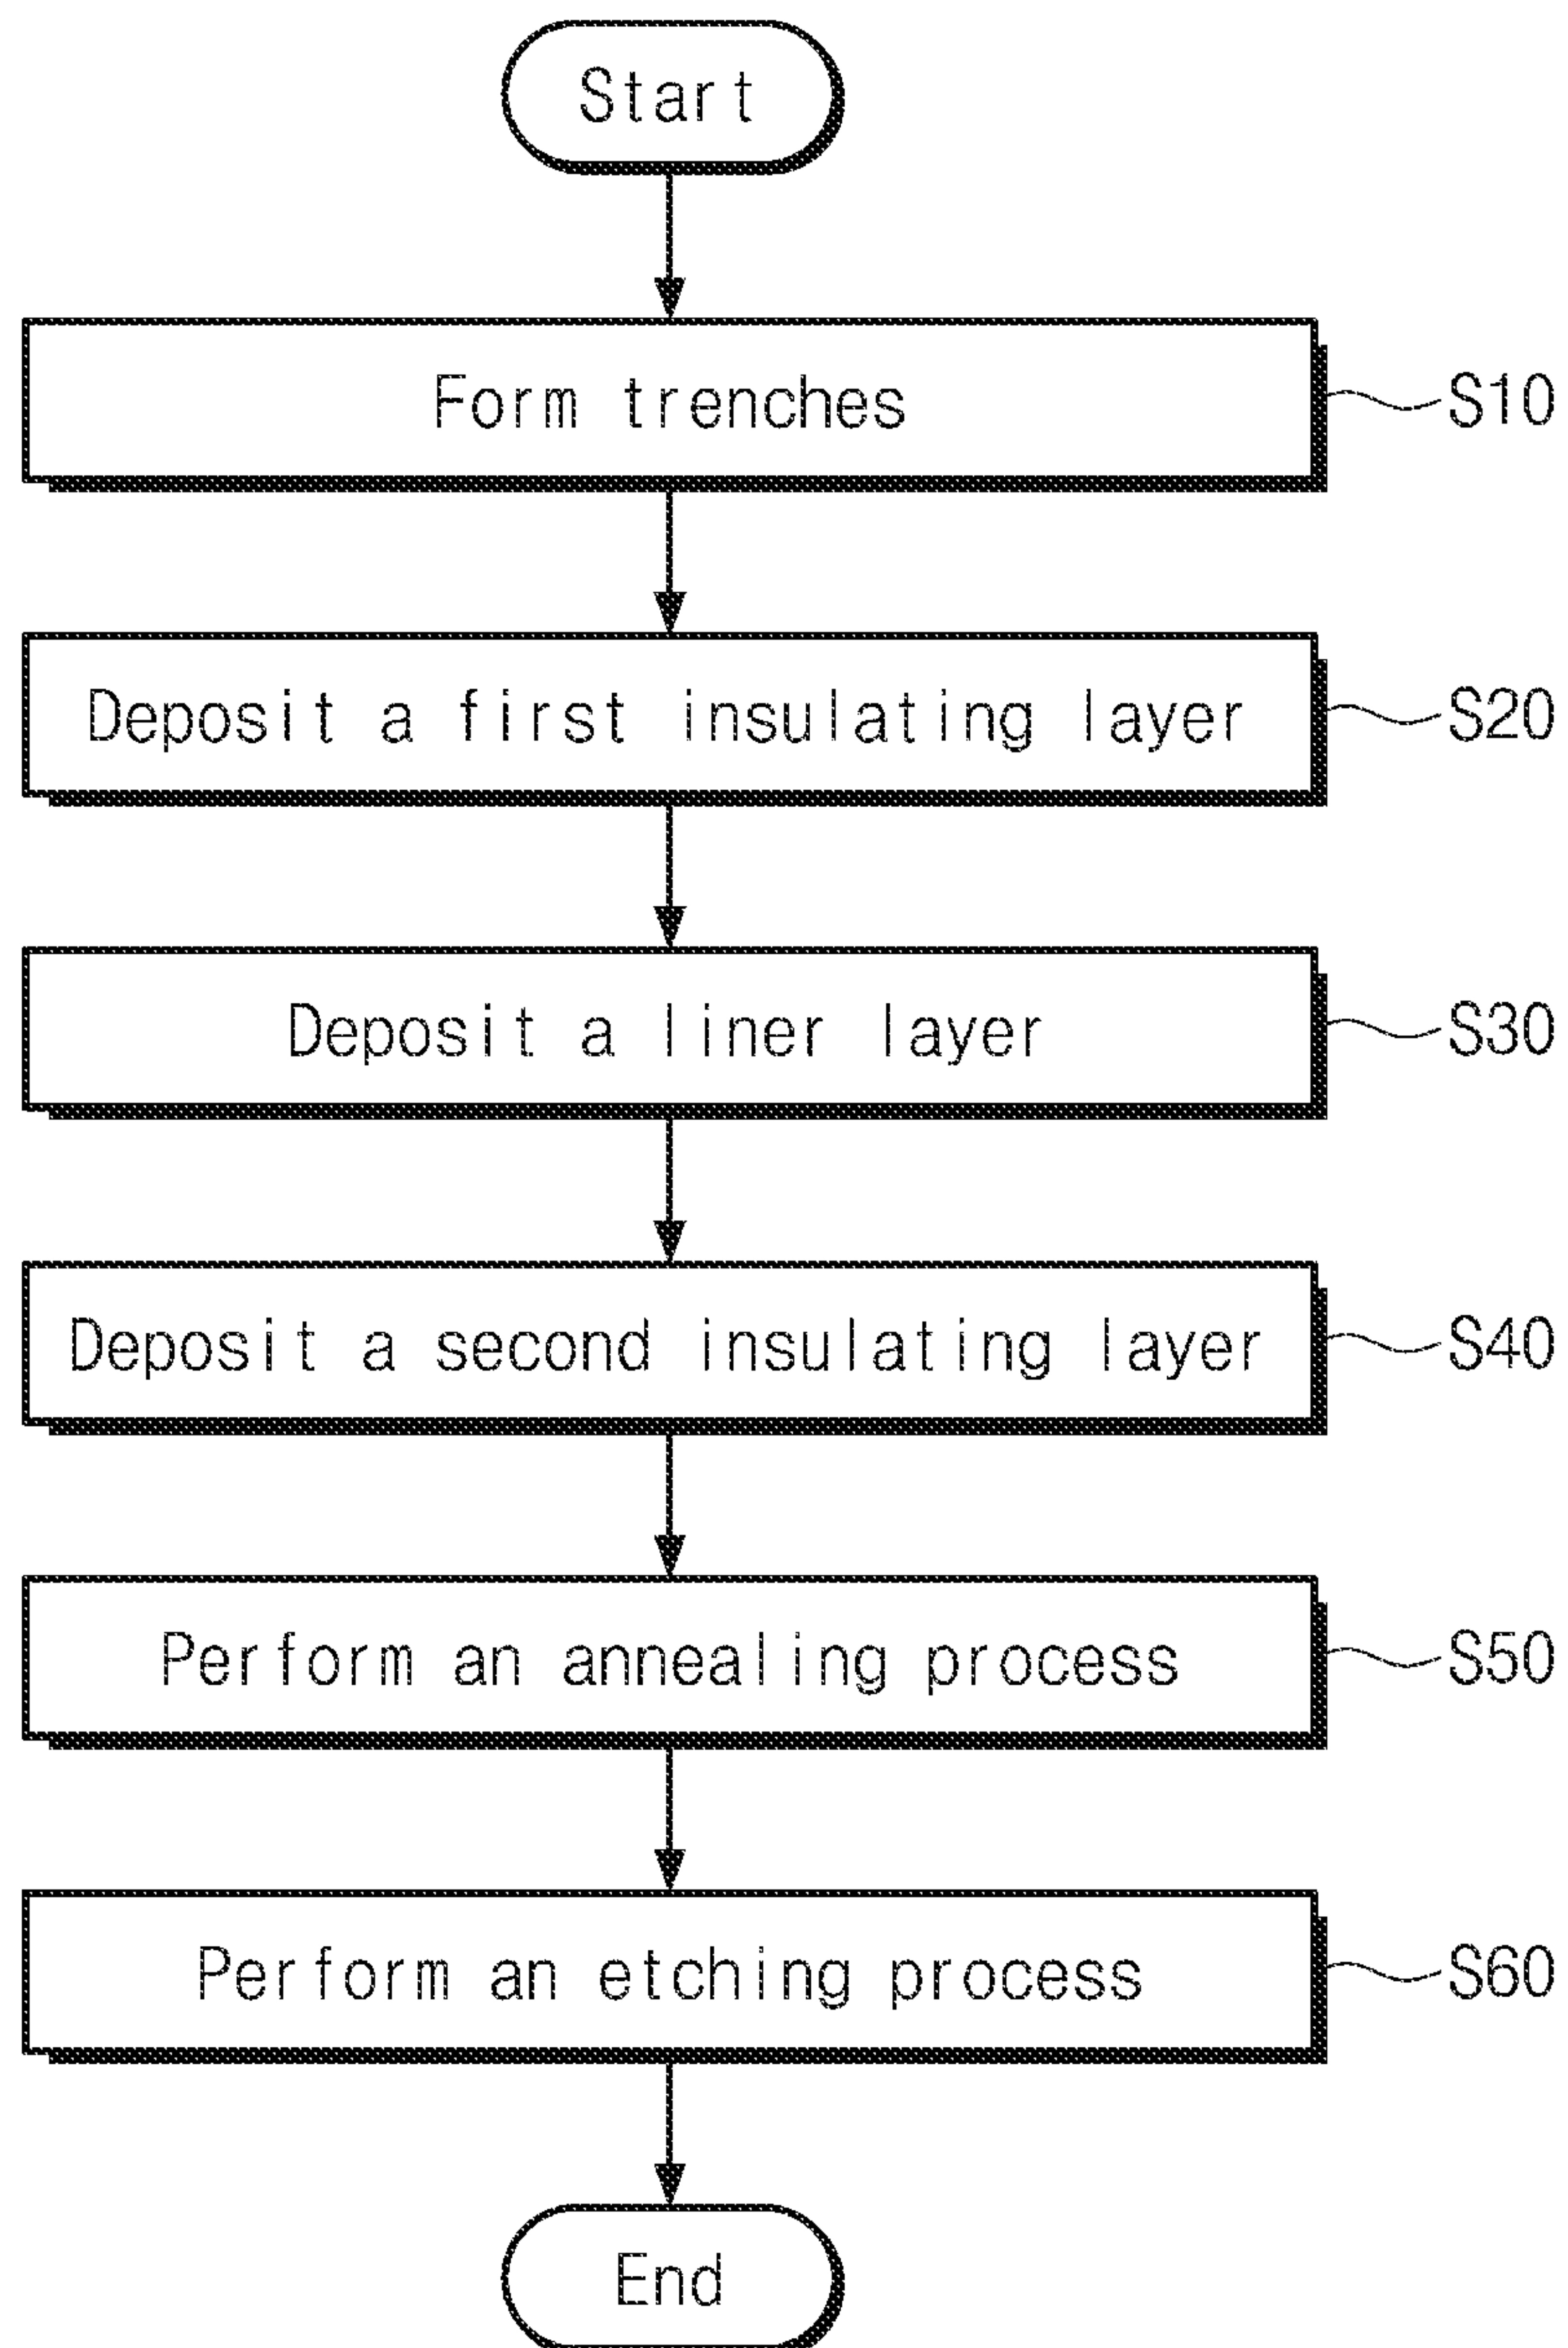 Start
Form trenches
S10
Deposit a first insulating layer
S20
Deposit a liner layer
S30
Deposit a second insulating layer
S40
Perform an annealing process
S50
Perform an etching process
S60
End